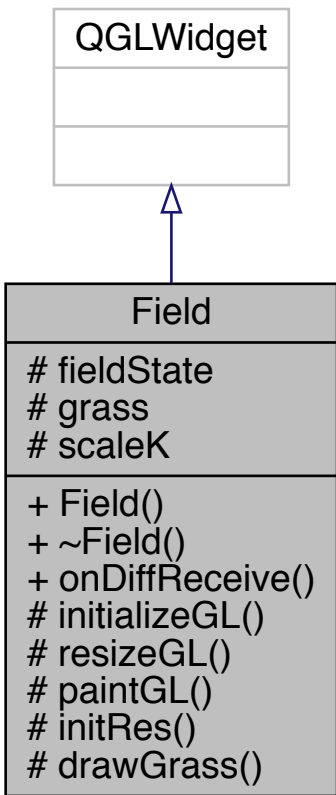 QGLWidget
Field
# fieldState
# grass
# scaleK
+ Field()
+ ~Field()
+ onDiffReceive()
# initializeGL()
# resizeGL()
# paintGL()
# initRes()
# drawGrass()